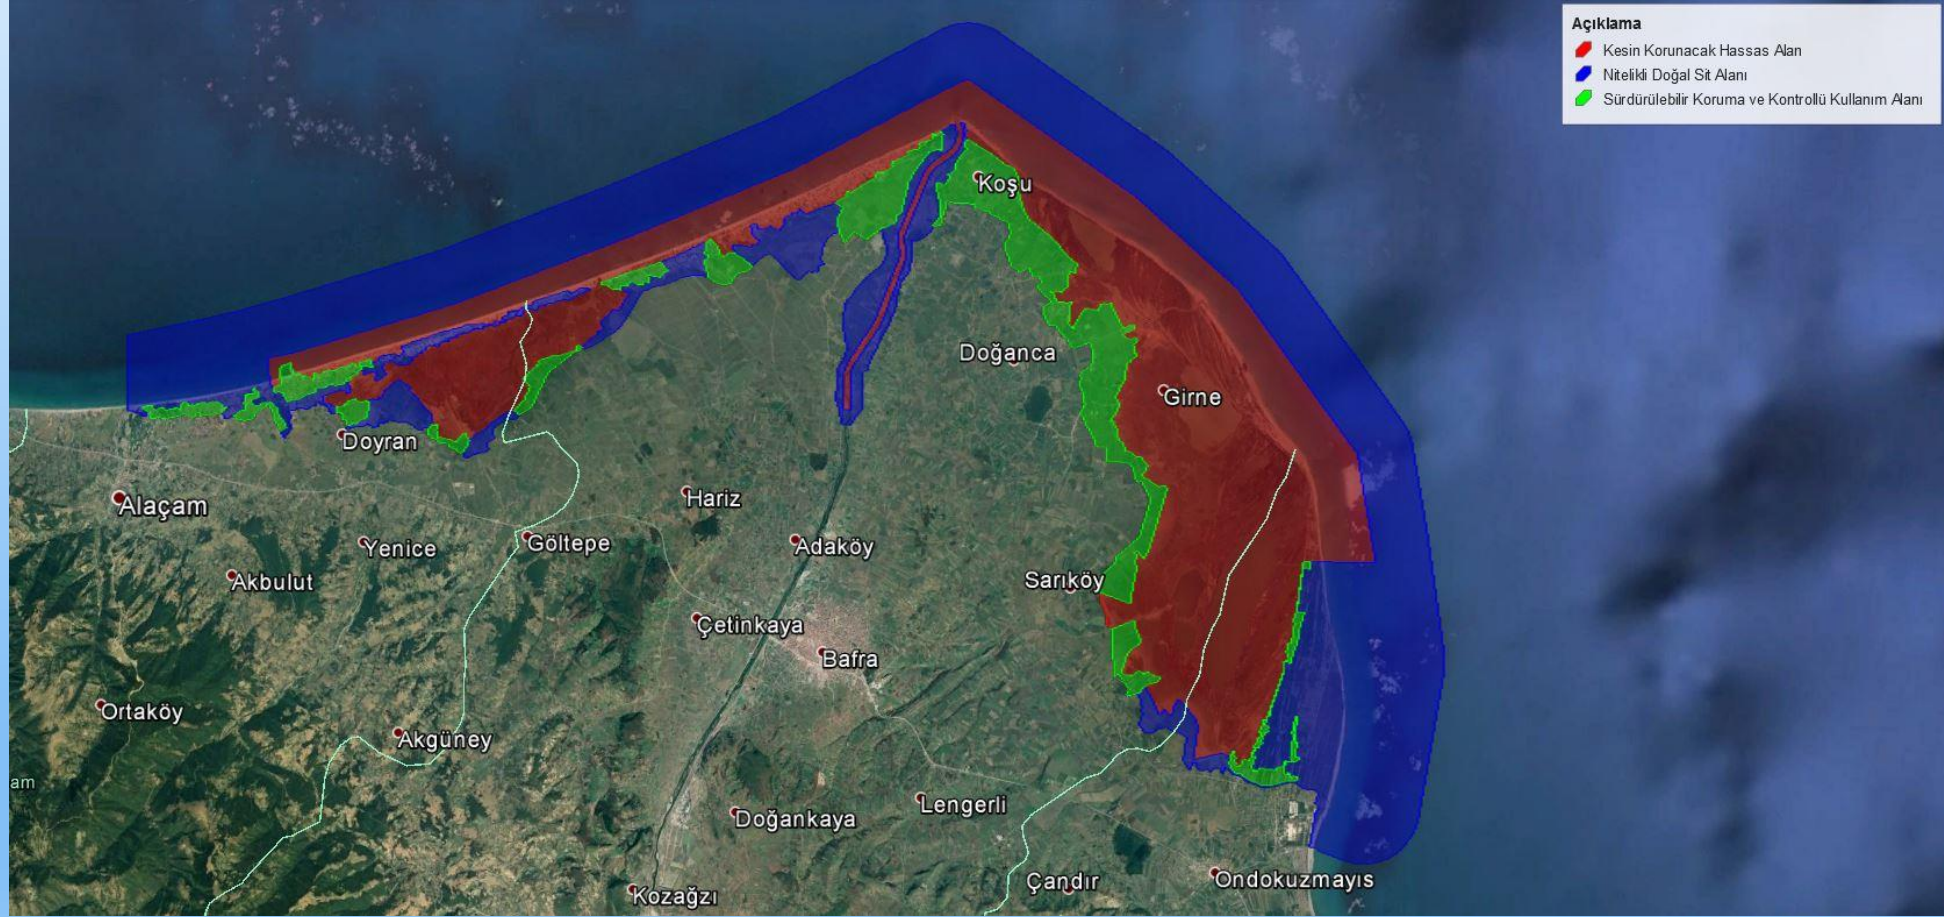 Açıklama
Kesin Korunacak Hassas Alan
Nitelikli Doğal Sit Alanı
Sürdürülebilir Koruma ve Kontrollü Kullanım Alanı
Koşu
Doğanca
Girne
Doyran
Alaçam
Hariz
Yenice
Göltepe
Adaköy
Akbulut
Sarıköy
Çetinkaya
Bafra
Ortaköy
Akgüney
am
Lengerli
Doğankaya
Çandır
Ondokuzmayıs
Kozağzı